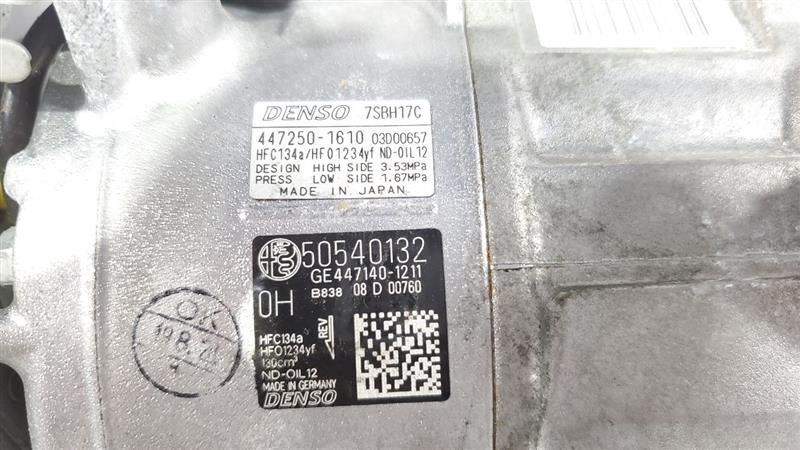 DENSO 7SBH17C
447250-1610 03D00657
HFC134a/HFO1234yf ND-OIL12
DESIGN HIGH SIDE 3.53MPa
PRESS LOW SIDE 1.67MPa
MADE IN JAPAN
50540132
GE447140-1211
0H B838 08 D 00760
REV
HFC134a
HFO1234yf
130cm³
ND-OIL12
MADE IN GERMANY
DENSO
OK